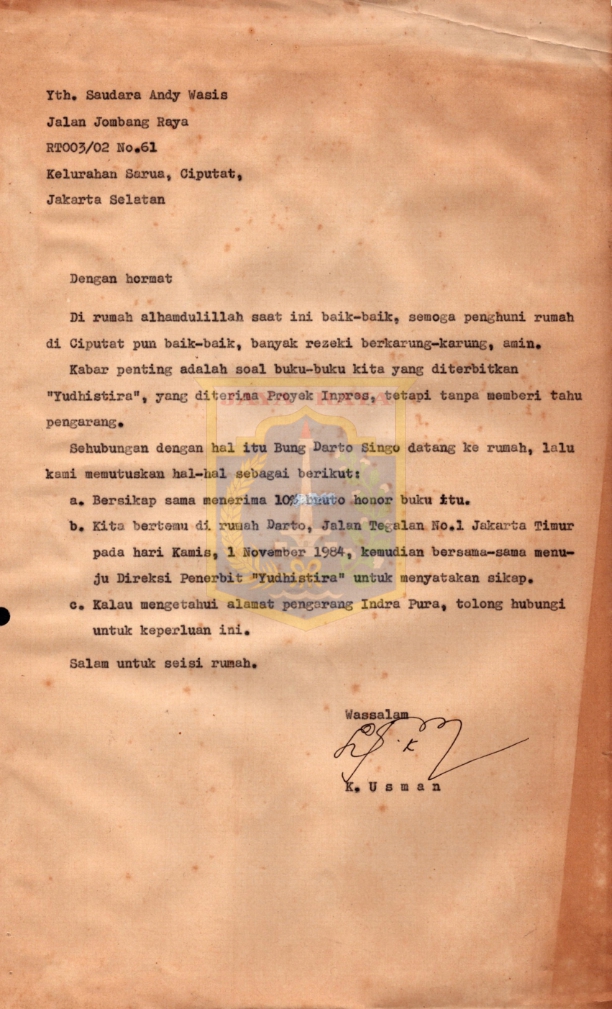 Yth. Saudara Andy Wasis
Jalan Jombang Raya
RT003/02 No.61
Kelurahan Sarua, Ciputat,
Jakarta Selatan
Dengan hormat
Di rumah alhamdulillah saat ini baik-baik, semoga penghuni rumah
di Ciputat pun baik-baik, banyak rezeki berkarung-karung, amin.
Kabar penting adalah soal buku-buku kita yang diterbitkan
"Yudhistira", yang diterima Proyek Inpres, tetapi tanpa memberi tahu
pengarang.
Sehubungan dengan hal itu Bung Darto Singo datang ke rumah, lalu
kami memutuskan hal-hal sebagai berikut:
a. Bersikap sama menerima 10% bruto honor buku itu.
b. Kita bertemu di rumah Darto, Jalan Tegalan No.1 Jakarta Timur
pada hari Kamis, 1 November 1984, kemudian bersama-sama menu-
ju Direksi Penerbit "Yudhistira" untuk menyatakan sikap.
c. Kalau mengetahui alamat pengarang Indra Pura, tolong hubungi
untuk keperluan ini.
Salam untuk seisi rumah.
Wassalam
K. U s m a n
JAYA RAYA